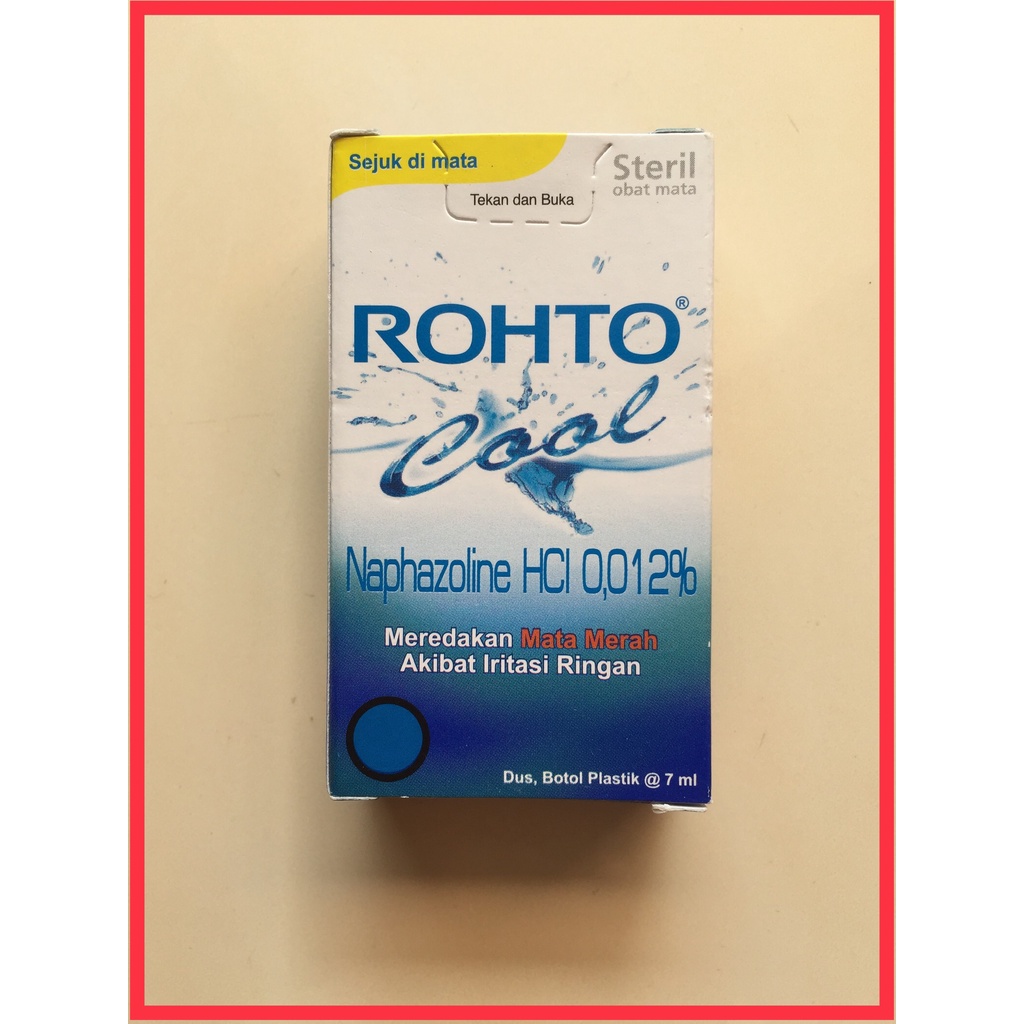 Sejuk di mata
Steril
obat mata
Tekan dan Buka
ROHTO®
Cool
Naphazoline HCl 0,012%
Meredakan Mata Merah
Akibat Iritasi Ringan
Dus, Botol Plastik @ 7 ml